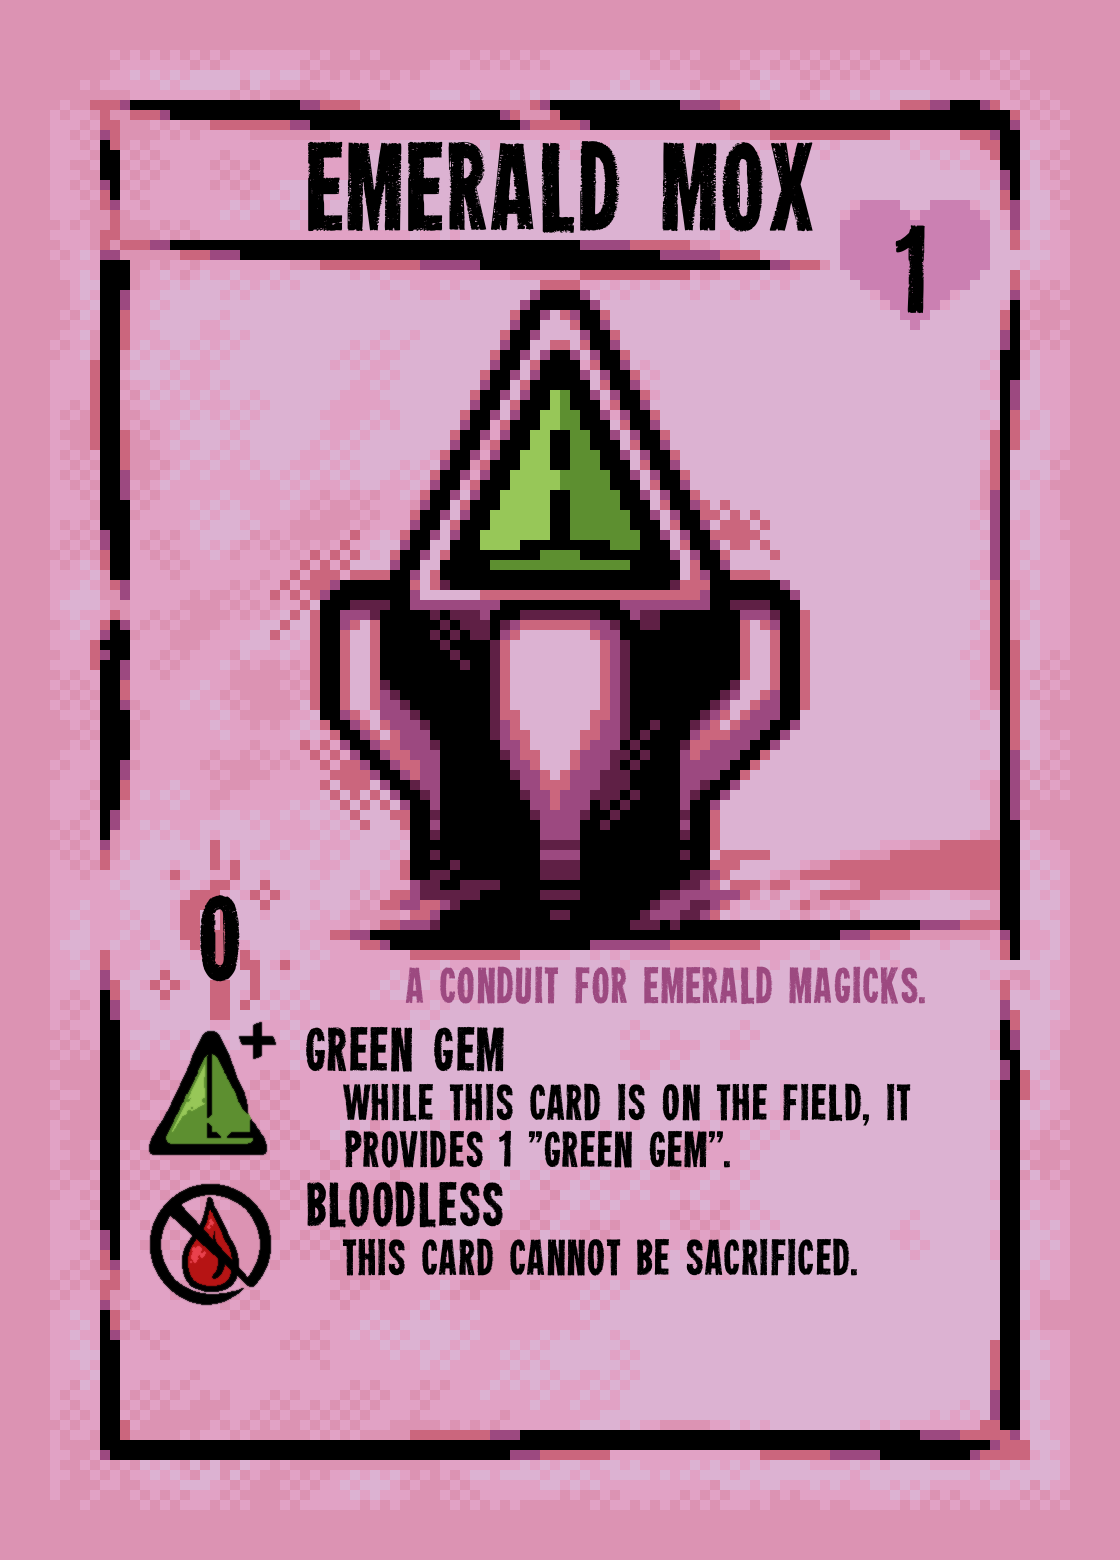 EMERALD MOX
1
0
A CONDUIT FOR EMERALD MAGICKS.
GREEN GEM
WHILE THIS CARD IS ON THE FIELD, IT
PROVIDES 1 "GREEN GEM".
BLOODLESS
THIS CARD CANNOT BE SACRIFICED.